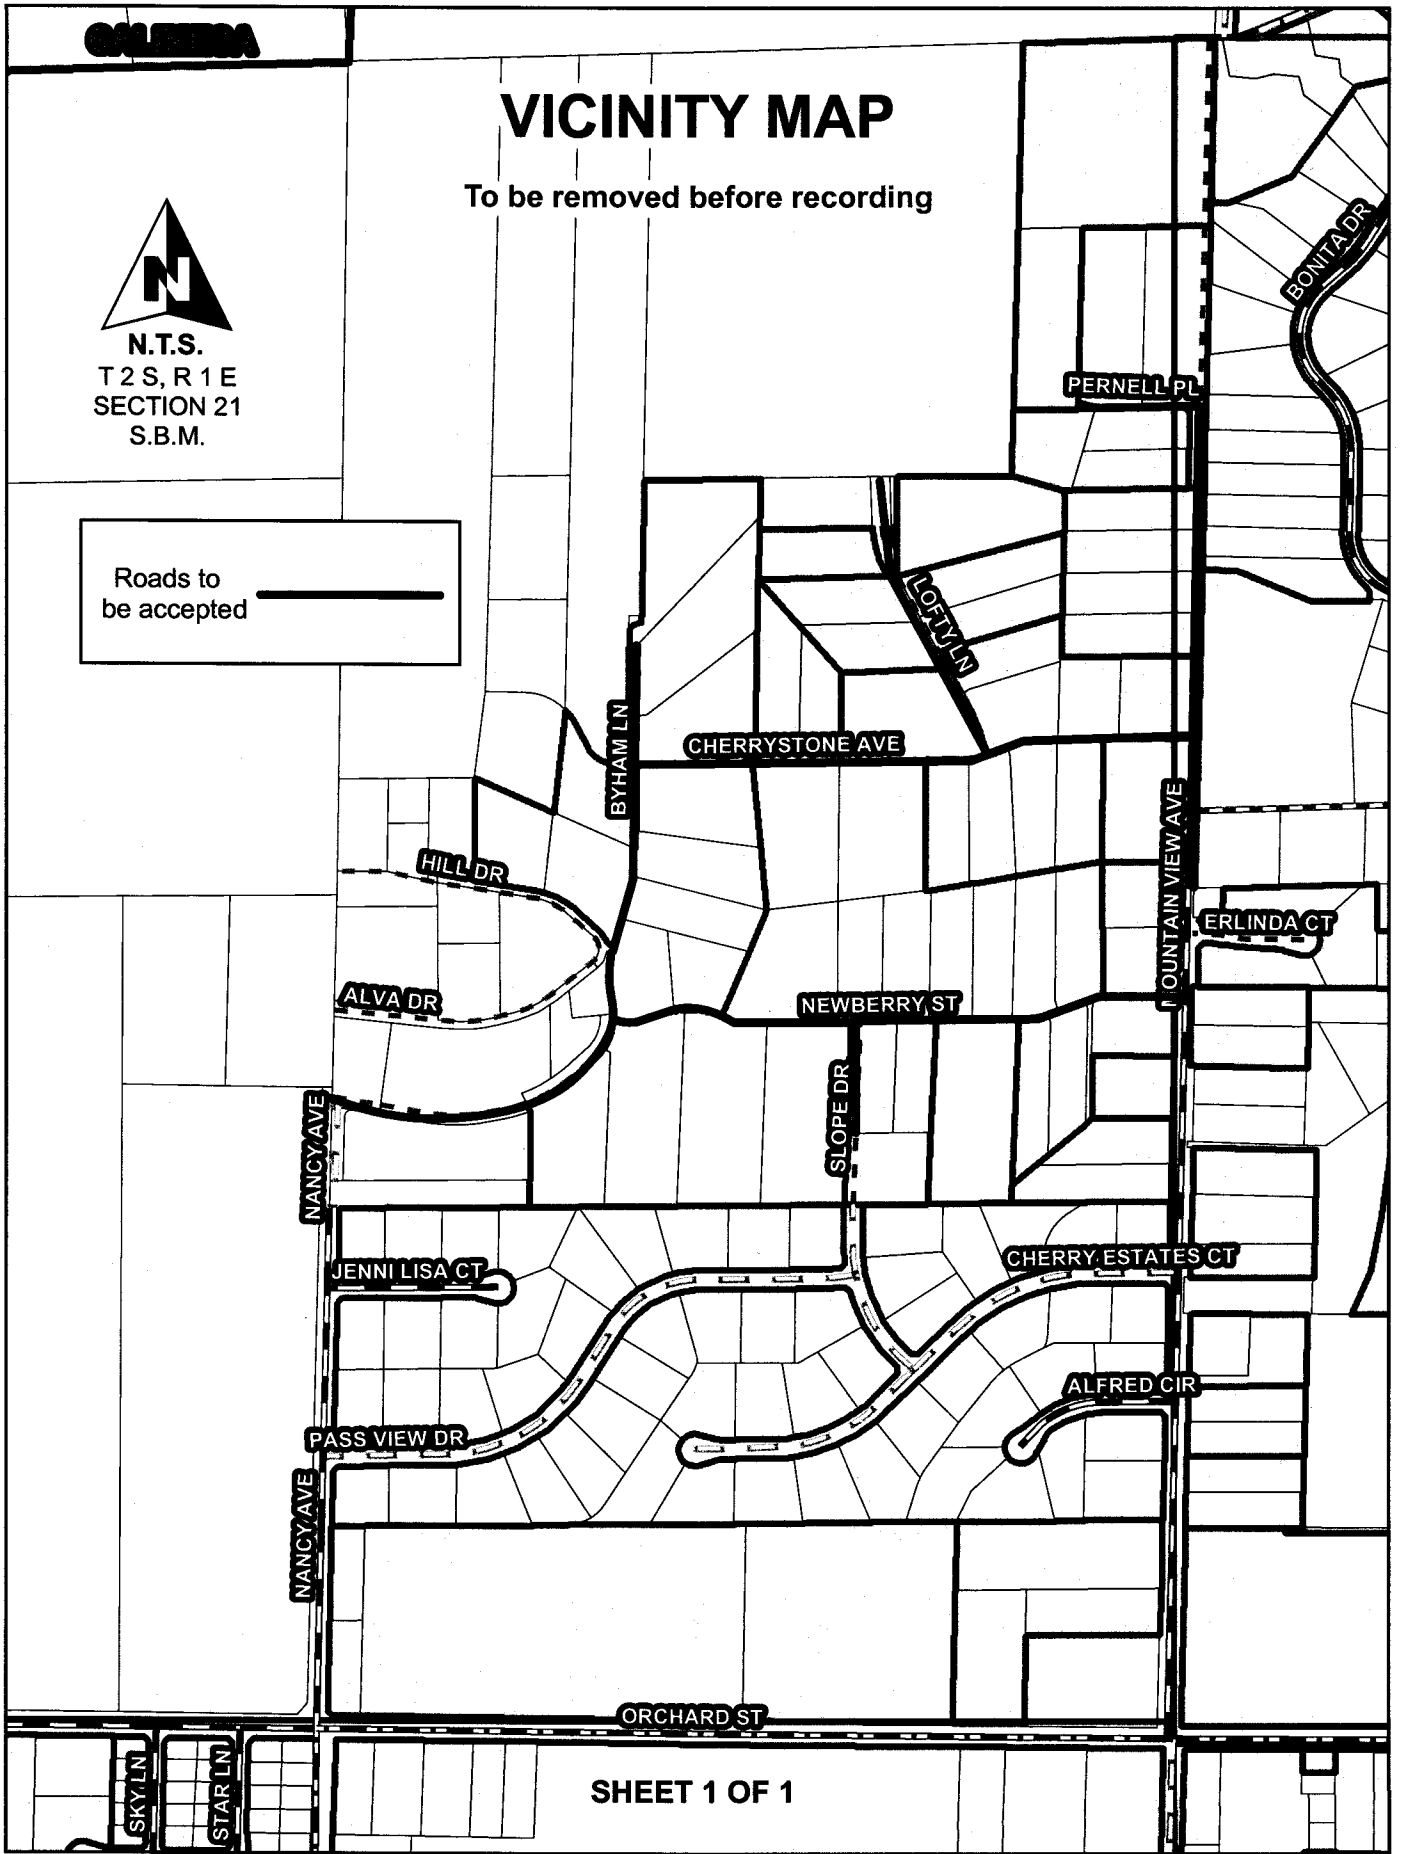 VICINITY MAP
To be removed before recording
N
N.T.S.
T 2 S, R 1 E
SECTION 21
S.B.M.
Roads to
be accepted
BONITA DR
PERNELL PL
LOFTY LN
BYHAM LN
CHERRYSTONE AVE
MOUNTAIN VIEW AVE
HILL DR
ERLINDA CT
ALVA DR
NEWBERRY ST
SLOPE DR
NANCY AVE
CHERRY ESTATES CT
JENNI LISA CT
ALFRED CIR
PASS VIEW DR
NANCY AVE
ORCHARD ST
SKY LN
STAR LN
SHEET 1 OF 1